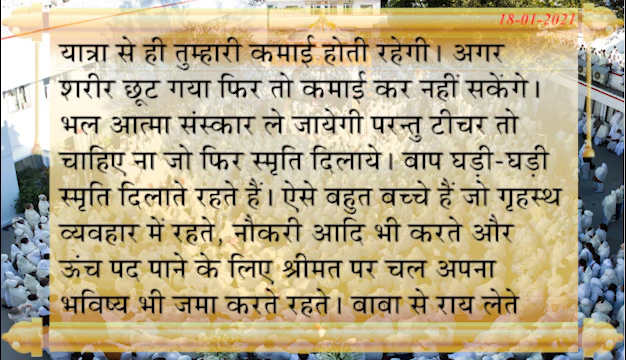 18-01-2021
यात्रा से ही तुम्हारी कमाई होती रहेगी। अगर
शरीर छूट गया फिर तो कमाई कर नहीं सकेंगे।
भल आत्मा संस्कार ले जायेगी परन्तु टीचर तो
चाहिए ना जो फिर स्मृति दिलाये। बाप घड़ी-घड़ी
स्मृति दिलाते रहते हैं। ऐसे बहुत बच्चे हैं जो गृहस्थ
व्यवहार में रहते, नौकरी आदि भी करते और
ऊंच पद पाने के लिए श्रीमत पर चल अपना
भविष्य भी जमा करते रहते। बाबा से राय लेते